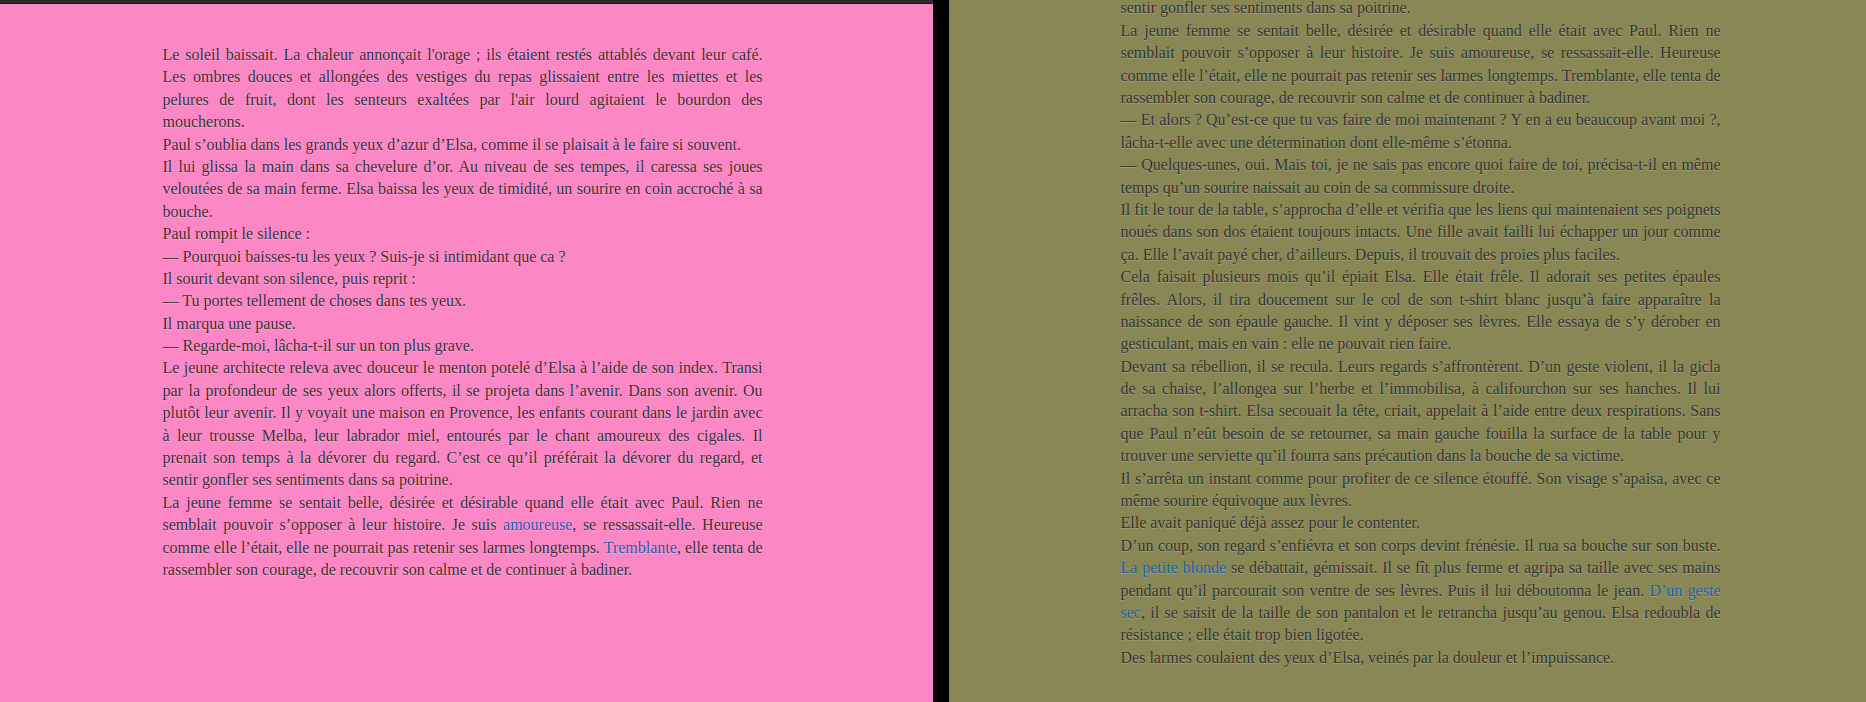 Le soleil baissait. La chaleur annonçait l'orage ; ils étaient restés attablés devant leur café.
Les ombres douces et allongées des vestiges du repas glissaient entre les miettes et les
pelures de fruit, dont les senteurs exaltées par l'air lourd agitaient le bourdon des
moucherons.
Paul s’oublia dans les grands yeux d’azur d’Elsa, comme il se plaisait à le faire si souvent.
Il lui glissa la main dans sa chevelure d’or. Au niveau de ses tempes, il caressa ses joues
veloutées de sa main ferme. Elsa baissa les yeux de timidité, un sourire en coin accroché à sa
bouche.
Paul rompit le silence :
— Pourquoi baisses-tu les yeux ? Suis-je si intimidant que ca ?
Il sourit devant son silence, puis reprit :
— Tu portes tellement de choses dans tes yeux.
Il marqua une pause.
— Regarde-moi, lâcha-t-il sur un ton plus grave.
Le jeune architecte releva avec douceur le menton potelé d’Elsa à l’aide de son index. Transi
par la profondeur de ses yeux alors offerts, il se projeta dans l’avenir. Dans son avenir. Ou
plutôt leur avenir. Il y voyait une maison en Provence, les enfants courant dans le jardin avec
à leur trousse Melba, leur labrador miel, entourés par le chant amoureux des cigales. Il
prenait son temps à la dévorer du regard. C’est ce qu’il préférait la dévorer du regard, et
sentir gonfler ses sentiments dans sa poitrine.
La jeune femme se sentait belle, désirée et désirable quand elle était avec Paul. Rien ne
semblait pouvoir s’opposer à leur histoire. Je suis amoureuse, se ressassait-elle. Heureuse
comme elle l’était, elle ne pourrait pas retenir ses larmes longtemps. Tremblante, elle tenta de
rassembler son courage, de recouvrir son calme et de continuer à badiner.
sentir gonfler ses sentiments dans sa poitrine.
La jeune femme se sentait belle, désirée et désirable quand elle était avec Paul. Rien ne
semblait pouvoir s’opposer à leur histoire. Je suis amoureuse, se ressassait-elle. Heureuse
comme elle l’était, elle ne pourrait pas retenir ses larmes longtemps. Tremblante, elle tenta de
rassembler son courage, de recouvrir son calme et de continuer à badiner.
— Et alors ? Qu’est-ce que tu vas faire de moi maintenant ? Y en a eu beaucoup avant moi ?,
lâcha-t-elle avec une détermination dont elle-même s’étonna.
— Quelques-unes, oui. Mais toi, je ne sais pas encore quoi faire de toi, précisa-t-il en même
temps qu’un sourire naissait au coin de sa commissure droite.
Il fit le tour de la table, s’approcha d’elle et vérifia que les liens qui maintenaient ses poignets
noués dans son dos étaient toujours intacts. Une fille avait failli lui échapper un jour comme
ça. Elle l’avait payé cher, d’ailleurs. Depuis, il trouvait des proies plus faciles.
Cela faisait plusieurs mois qu’il épiait Elsa. Elle était frêle. Il adorait ses petites épaules
frêles. Alors, il tira doucement sur le col de son t-shirt blanc jusqu’à faire apparaître la
naissance de son épaule gauche. Il vint y déposer ses lèvres. Elle essaya de s’y dérober en
gesticulant, mais en vain : elle ne pouvait rien faire.
Devant sa rébellion, il se recula. Leurs regards s’affrontèrent. D’un geste violent, il la gicla
de sa chaise, l’allongea sur l’herbe et l’immobilisa, à califourchon sur ses hanches. Il lui
arracha son t-shirt. Elsa secouait la tête, criait, appelait à l’aide entre deux respirations. Sans
que Paul n’eût besoin de se retourner, sa main gauche fouilla la surface de la table pour y
trouver une serviette qu’il fourra sans précaution dans la bouche de sa victime.
Il s’arrêta un instant comme pour profiter de ce silence étouffé. Son visage s’apaisa, avec ce
même sourire équivoque aux lèvres.
Elle avait paniqué déjà assez pour le contenter.
D’un coup, son regard s’enfiévra et son corps devint frénésie. Il rua sa bouche sur son buste.
La petite blonde se débattait, gémissait. Il se fît plus ferme et agripa sa taille avec ses mains
pendant qu’il parcourait son ventre de ses lèvres. Puis il lui déboutonna le jean. D’un geste
sec, il se saisit de la taille de son pantalon et le retrancha jusqu’au genou. Elsa redoubla de
résistance ; elle était trop bien ligotée.
Des larmes coulaient des yeux d’Elsa, veinés par la douleur et l’impuissance.